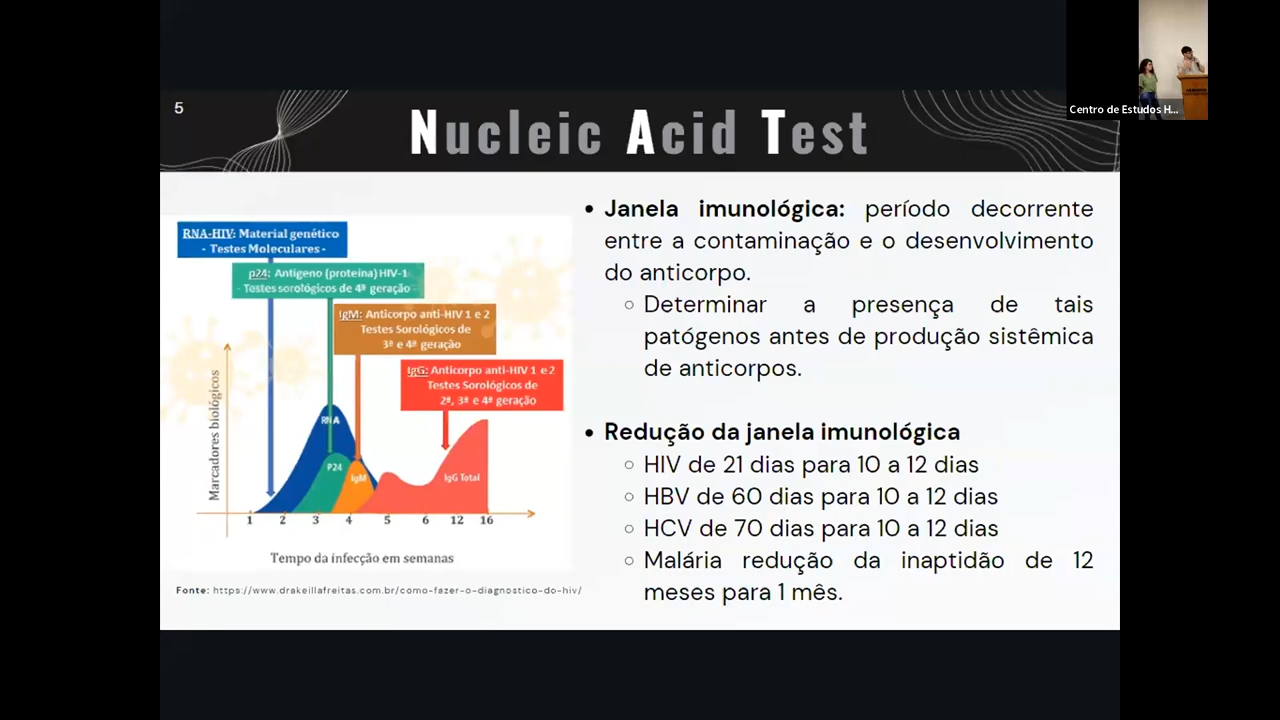 5
Nucleic Acid Test
Centro de Estudos H...
RNA-HIV: Material genético
- Testes Moleculares -
p24: Antígeno (proteína) HIV-1
Testes sorológicos de 4ª geração
IgM: Anticorpo anti-HIV 1 e 2
Testes Sorológicos de
3ª e 4ª geração
IgG: Anticorpo anti-HIV 1 e 2
Testes Sorológicos de
2ª, 3ª e 4ª geração
Marcadores biológicos
RNA
P24
IgM
IgG Total
1 2 3 4 5 6 12 16
Tempo da infecção em semanas
Fonte: https://www.drakeillafreitas.com.br/como-fazer-o-diagnostico-do-hiv/
• Janela imunológica: período decorrente
entre a contaminação e o desenvolvimento
do anticorpo.
○ Determinar a presença de tais
patógenos antes de produção sistêmica
de anticorpos.
• Redução da janela imunológica
○ HIV de 21 dias para 10 a 12 dias
○ HBV de 60 dias para 10 a 12 dias
○ HCV de 70 dias para 10 a 12 dias
○ Malária redução da inaptidão de 12
meses para 1 mês.